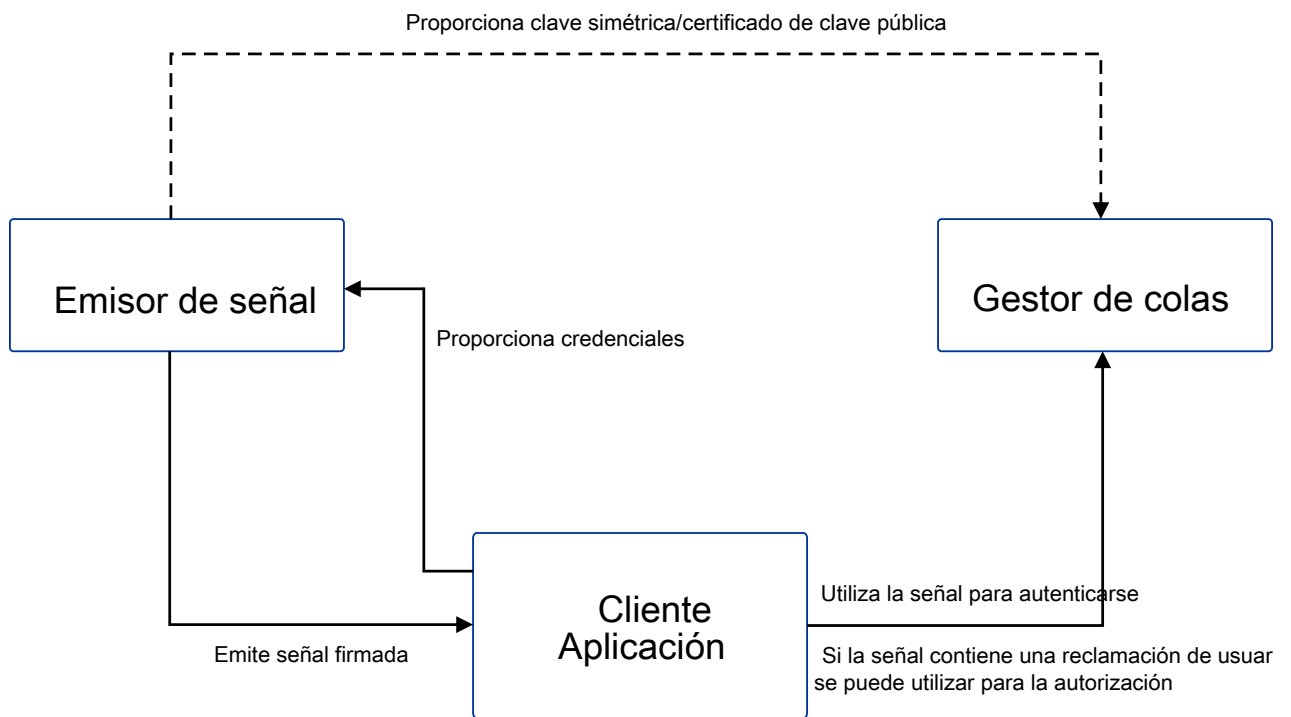 Proporciona clave simétrica/certificado de clave pública
Emisor de señal
Gestor de colas
Proporciona credenciales
Cliente
Aplicación
Utiliza la señal para autenticarse
Emite señal firmada
Si la señal contiene una reclamación de usuar
se puede utilizar para la autorización